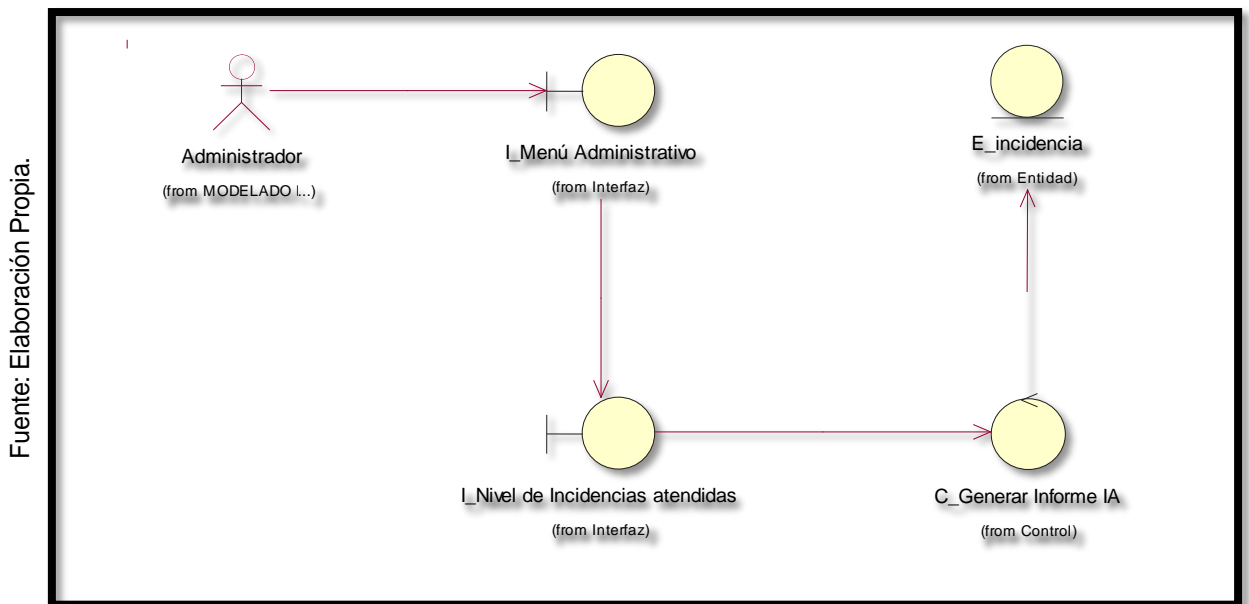 Fuente: Elaboración Propia.
Administrador
(from MODELADO ...)
I_Menú Administrativo
(from Interfaz)
E_incidencia
(from Entidad)
I_Nivel de Incidencias atendidas
(from Interfaz)
C_Generar Informe IA
(from Control)